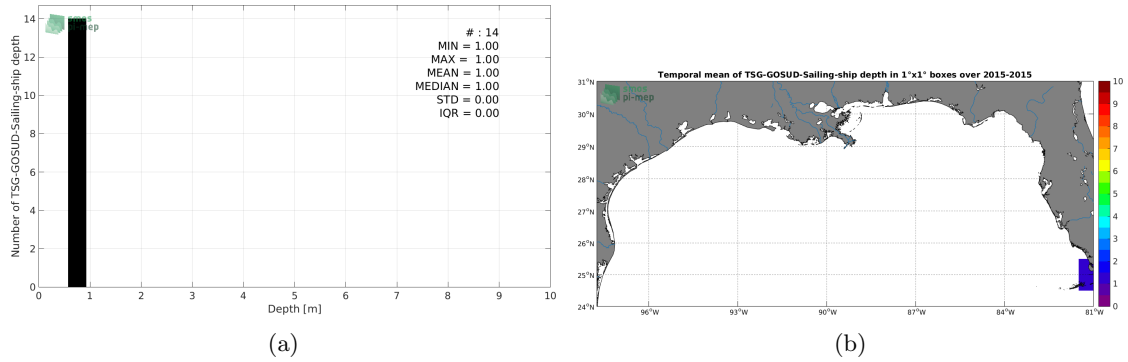 14
12
10
8
6
4
2
0
Number of TSG-GOSUD-Sailing-ship depth
smos
pi-mep
# : 14
MIN = 1.00
MAX = 1.00
MEAN = 1.00
MEDIAN = 1.00
STD = 0.00
IQR = 0.00
0 1 2 3 4 5 6 7 8 9 10
Depth [m]
(a)
Temporal mean of TSG-GOSUD-Sailing-ship depth in 1°x1° boxes over 2015-2015
smos
pi-mep
31°N
30°N
29°N
28°N
27°N
26°N
25°N
24°N
96°W 93°W 90°W 87°W 84°W 81°W
10
9
8
7
6
5
4
3
2
1
0
(b)